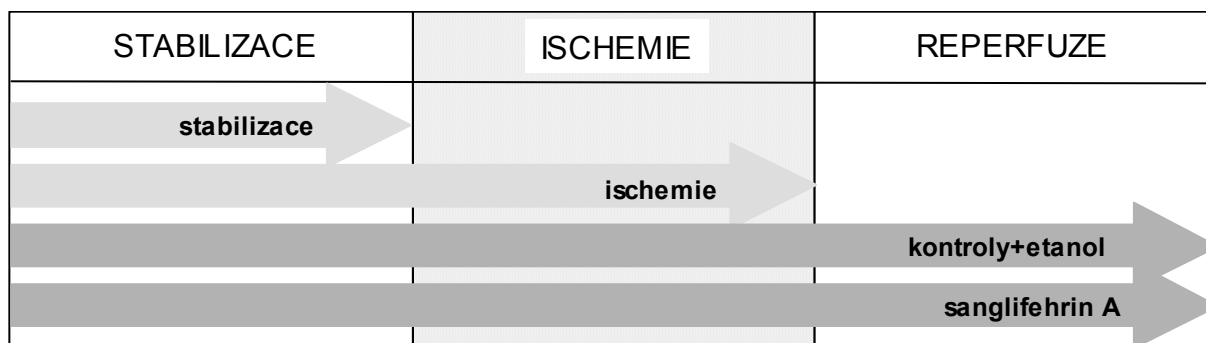 STABILIZACE ISCHEMIE REPERFUZE
stabilizace
ischemie
kontroly+etanol
sanglifehrin A